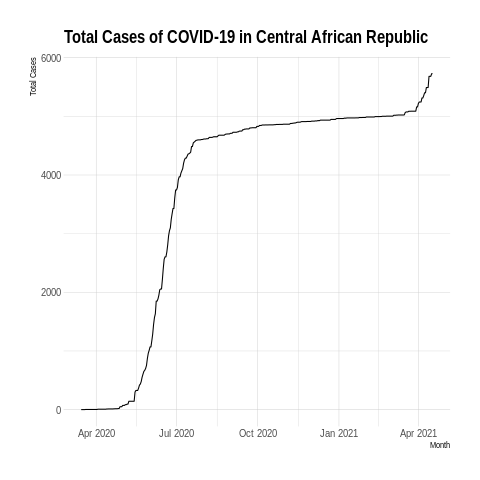 Total Cases of COVID-19 in Central African Republic
Total Cases
6000
4000
2000
0
Apr 2020 Jul 2020 Oct 2020 Jan 2021 Apr 2021
Month